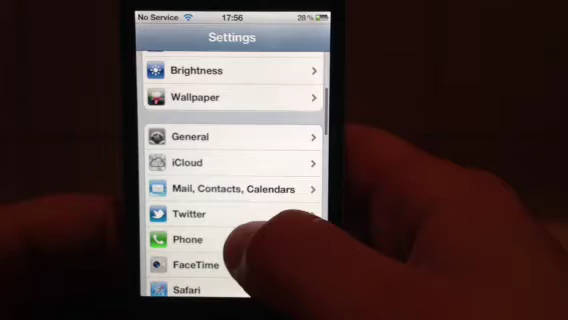 No Service 17:56 28%
Settings
Brightness
Wallpaper
General
iCloud
Mail, Contacts, Calendars
Twitter
Phone
FaceTime
Safari